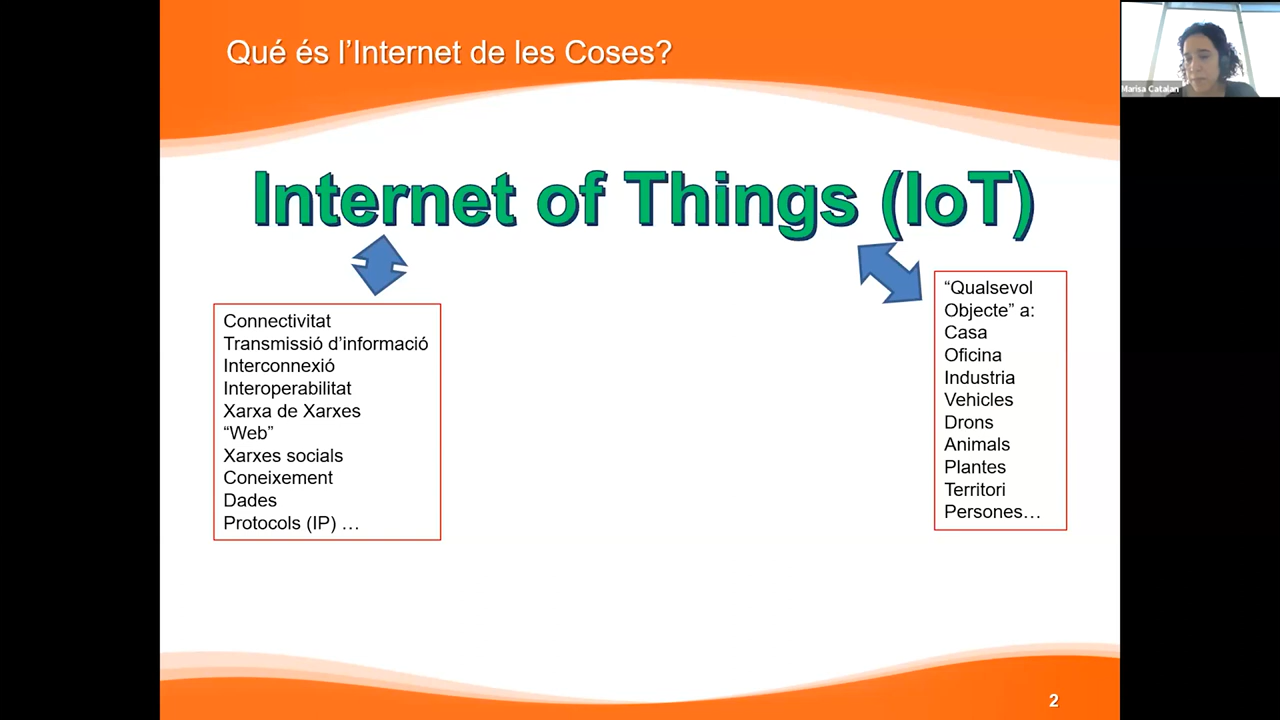 Qué és l’Internet de les Coses?
Marisa Catalan
Internet of Things (IoT)
Connectivitat
Transmissió d’informació
Interconnexió
Interoperabilitat
Xarxa de Xarxes
“Web”
Xarxes socials
Coneixement
Dades
Protocols (IP) …
“Qualsevol
Objecte” a:
Casa
Oficina
Industria
Vehicles
Drons
Animals
Plantes
Territori
Persones…
2